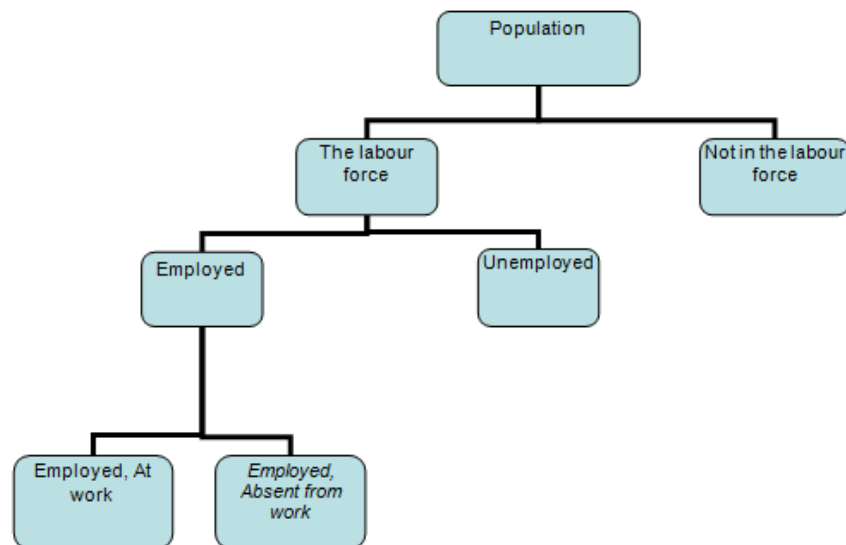 Population
The labour
force
Not in the labour
force
Employed
Unemployed
Employed, At
work
Employed,
Absent from
work